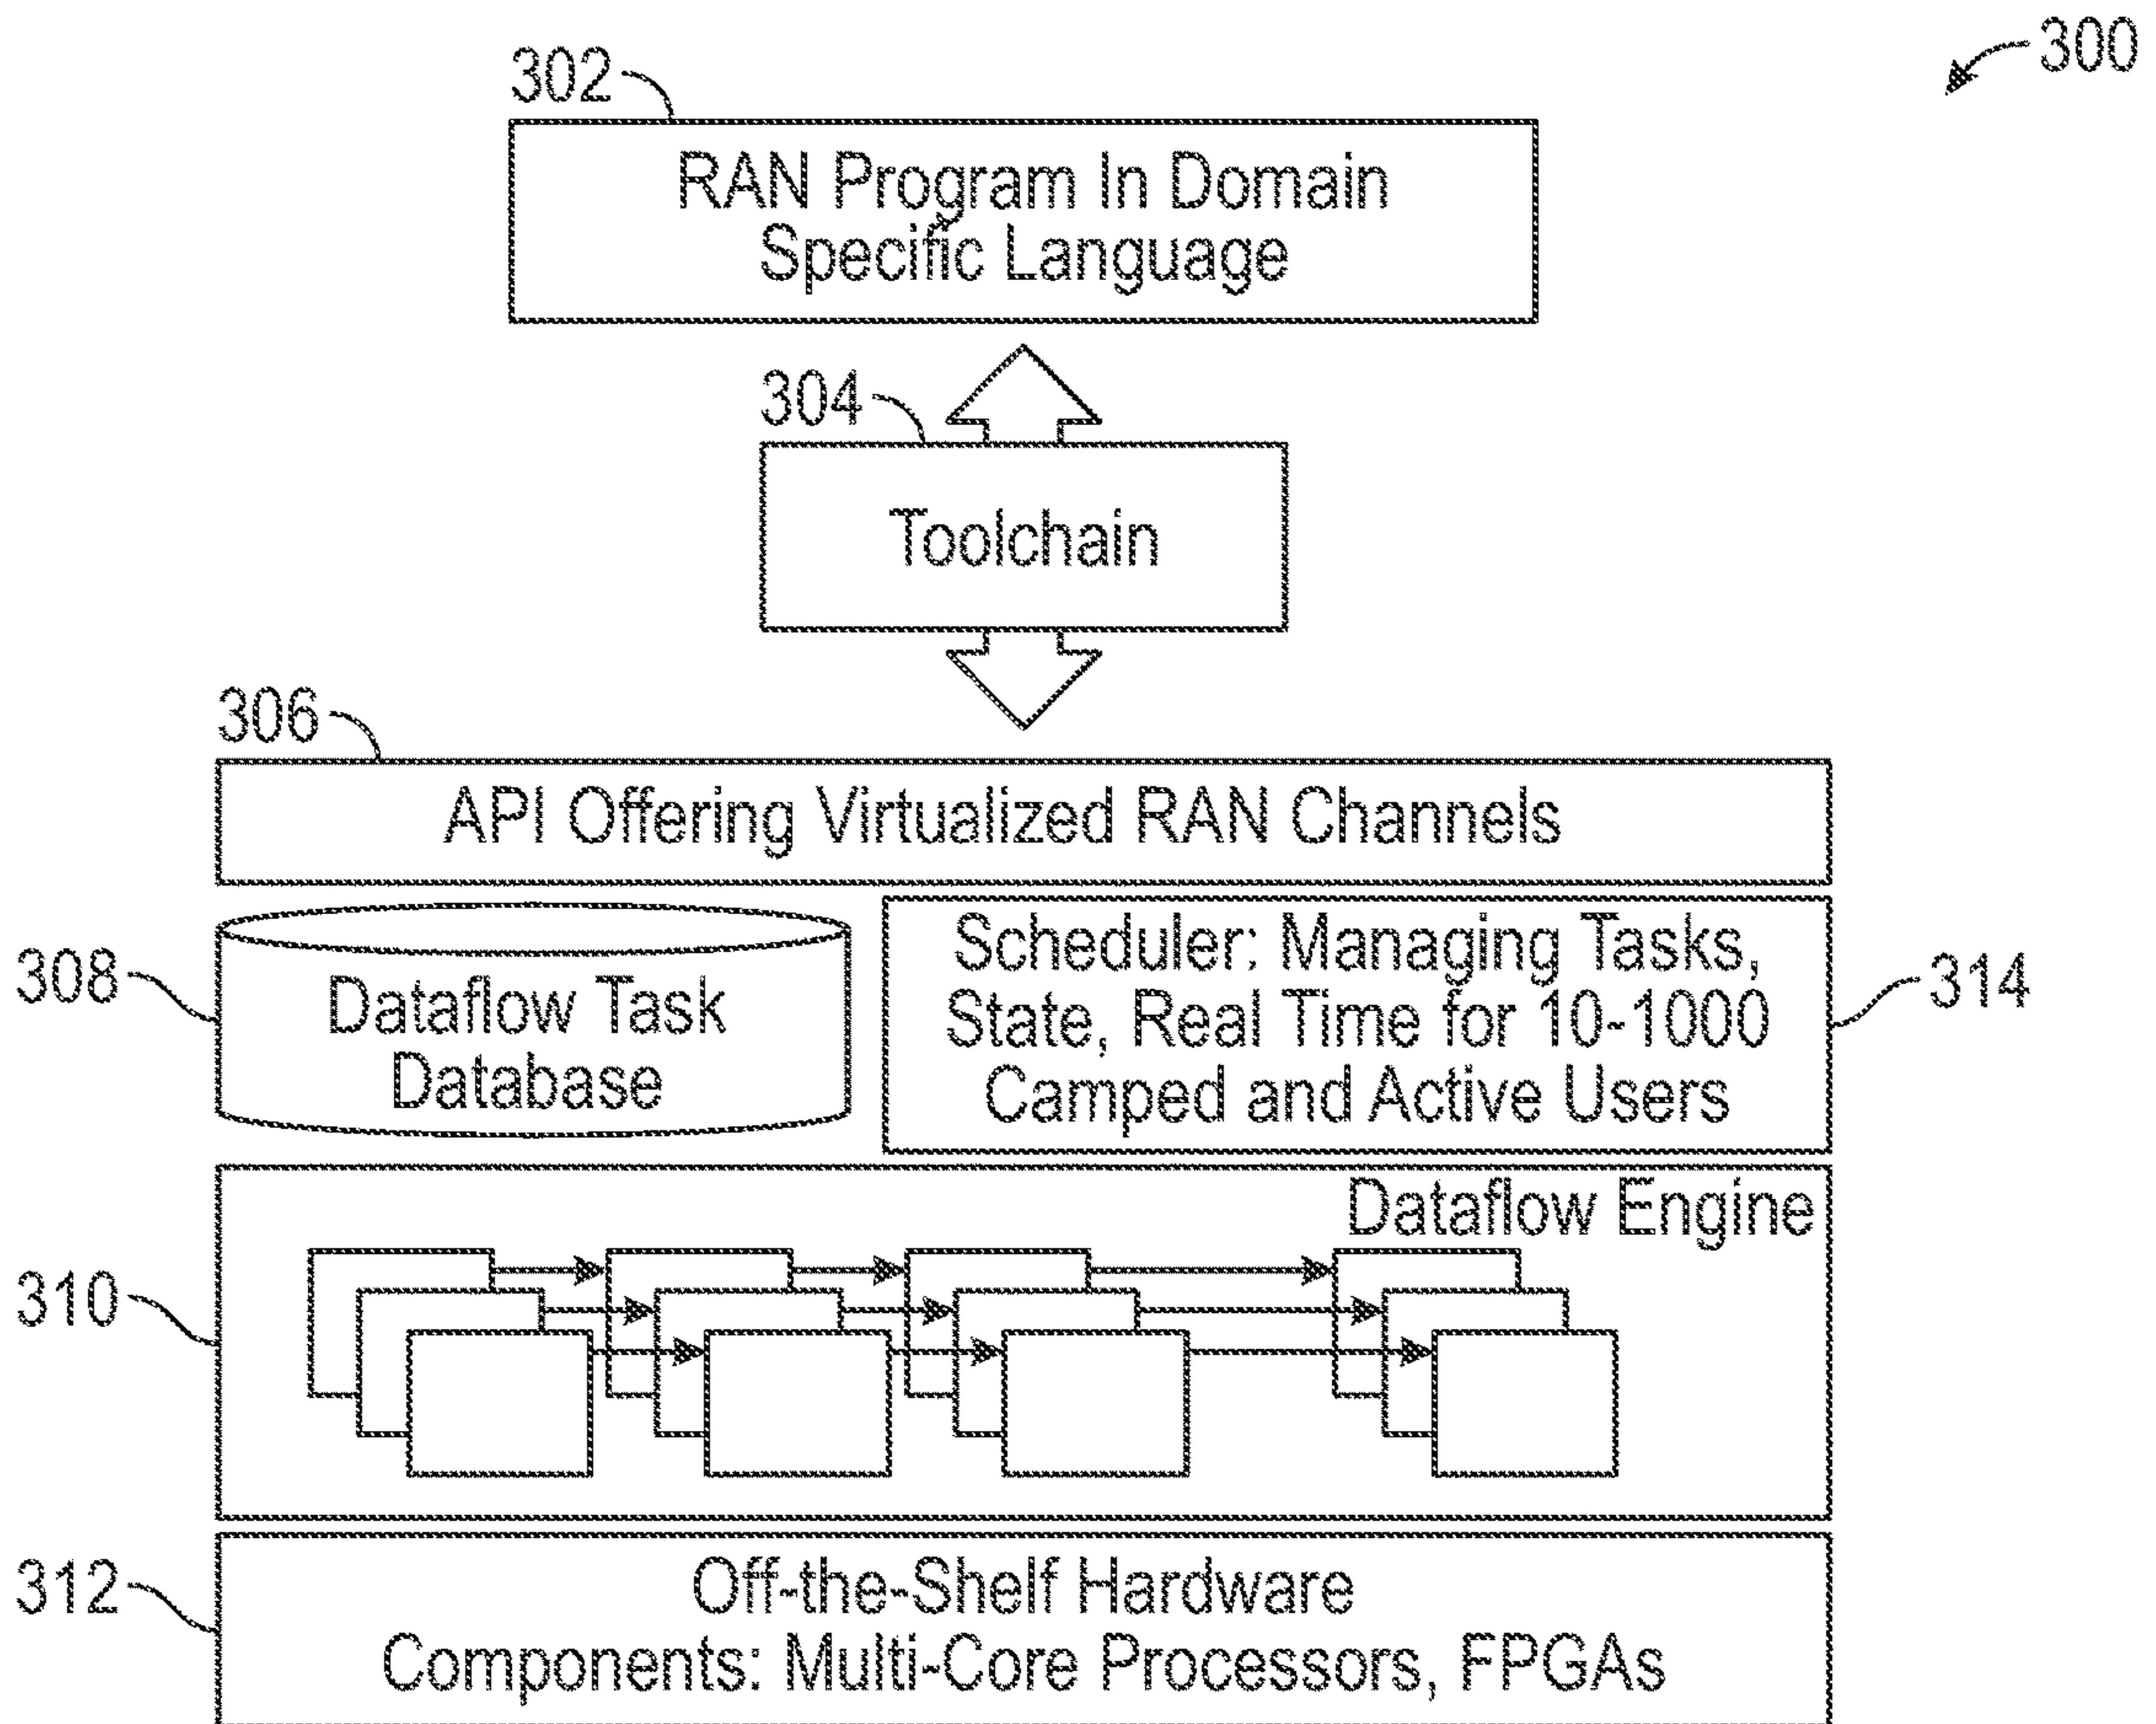 300
302
RAN Program In Domain
Specific Language
304
Toolchain
306
API Offering Virtualized RAN Channels
308
Dataflow Task
Database
Scheduler: Managing Tasks,
State, Real Time for 10-1000
Camped and Active Users
314
Dataflow Engine
310
312
Off-the-Shelf Hardware
Components: Multi-Core Processors, FPGAs